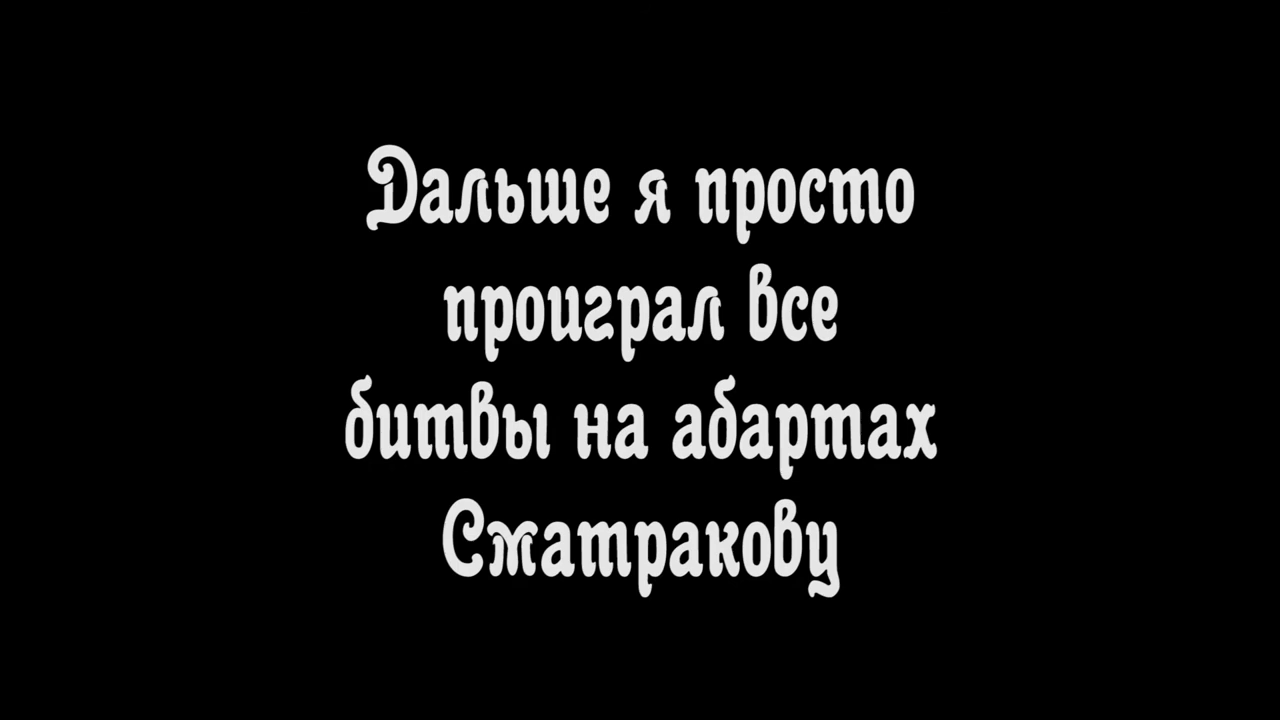 Дальше я просто
проиграл все
битвы на абартах
Сматракову